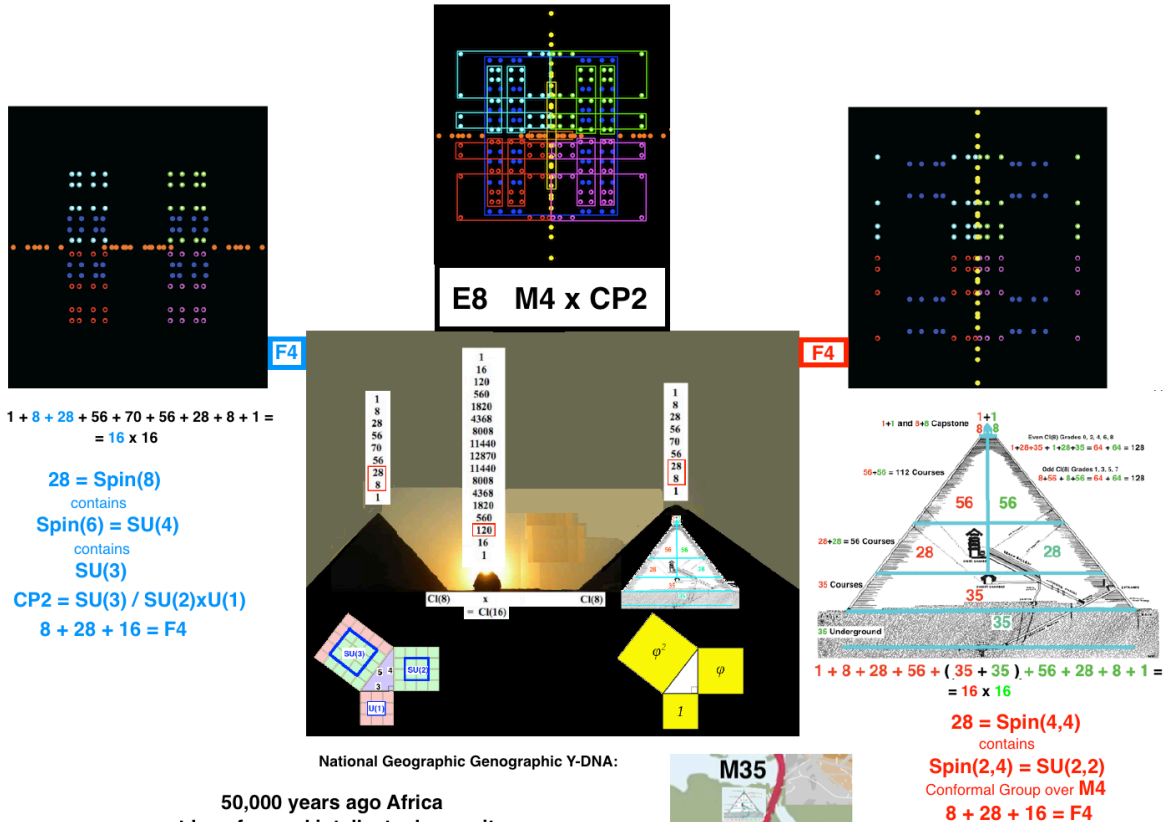 E8 M4 x CP2
F4
F4
1 + 8 + 28 + 56 + 70 + 56 + 28 + 8 + 1 =
= 16 x 16
28 = Spin(8)
contains
Spin(6) = SU(4)
contains
SU(3)
CP2 = SU(3) / SU(2)xU(1)
8 + 28 + 16 = F4
1
8
28
56
70
56
28
8
1
1
16
120
560
1820
4368
8008
11440
12870
11440
8008
4368
1820
560
120
16
1
1
8
28
56
70
56
28
8
1
56 56
28 28
35
35
Cl(8) x Cl(8)
= Cl(16)
SU(3)
SU(2)
5 4
3
U(1)
φ²
φ
1
1+1
1+1 and 8+8 Capstone
8 8
Even Cl(8) Grades 0, 2, 4, 6, 8
1+28+35 + 1+28+35 = 64 + 64 = 128
Odd Cl(8) Grades 1, 3, 5, 7
8+56 + 8+56 = 64 + 64 = 128
56+56 = 112 Courses
56 56
28+28 = 56 Courses
28 28
35 Courses
35
35
35 Underground
1 + 8 + 28 + 56 + ( 35 + 35 ) + 56 + 28 + 8 + 1 =
= 16 x 16
28 = Spin(4,4)
contains
Spin(2,4) = SU(2,2)
Conformal Group over M4
8 + 28 + 16 = F4
National Geographic Genographic Y-DNA:
50,000 years ago Africa
M35